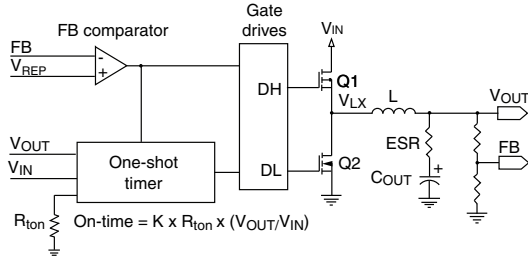 FB comparator
Gate
drives
VIN
FB
VREP
-
+
DH
Q1
VLX
L
VOUT
ESR
FB
VOUT
VIN
One-shot
timer
DL
Q2
COUT
+
Rton
On-time = K x Rton x (VOUT/VIN)